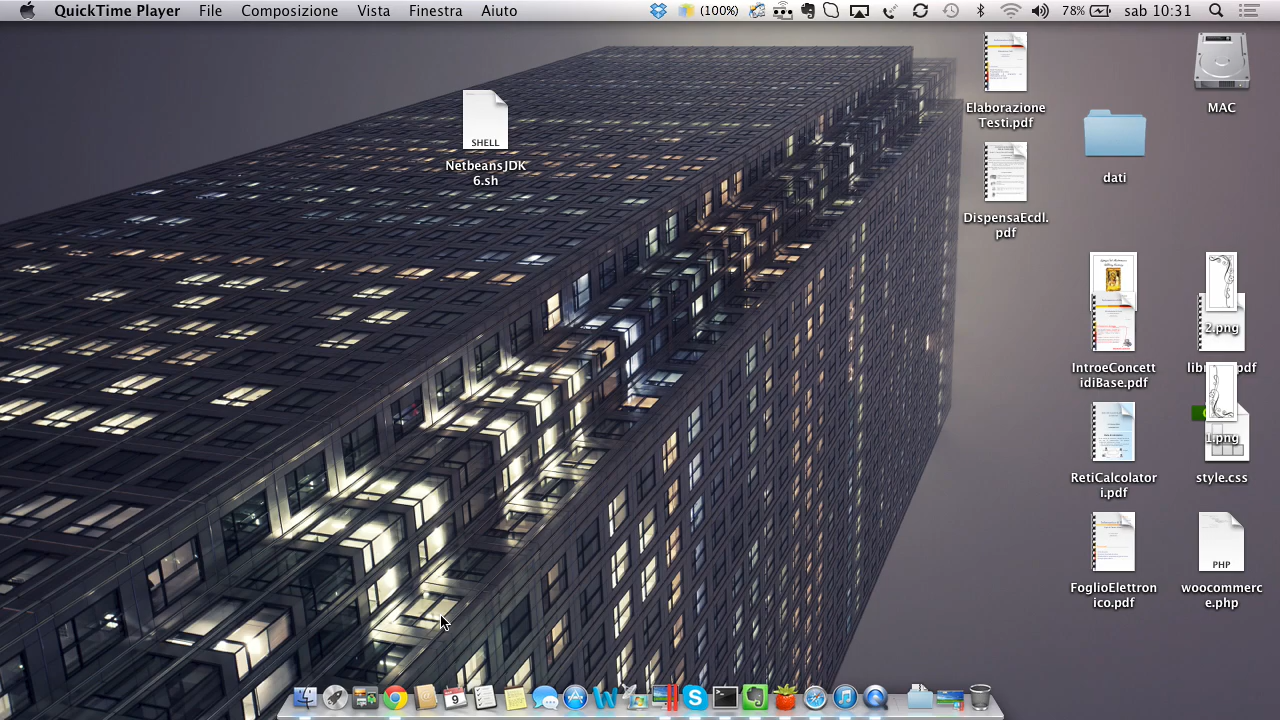 QuickTime Player File Composizione Vista Finestra Aiuto (100%) 78% sab 10:31
SHELL
NetbeansJDK
6.sh
Elaborazione
Testi.pdf
DispensaEcdl.
pdf
MAC
dati
IntroeConcett
idiBase.pdf
2.png
1.png
style.css
RetiCalcolator
i.pdf
FoglioElettron
ico.pdf
PHP
woocommerc
e.php
9